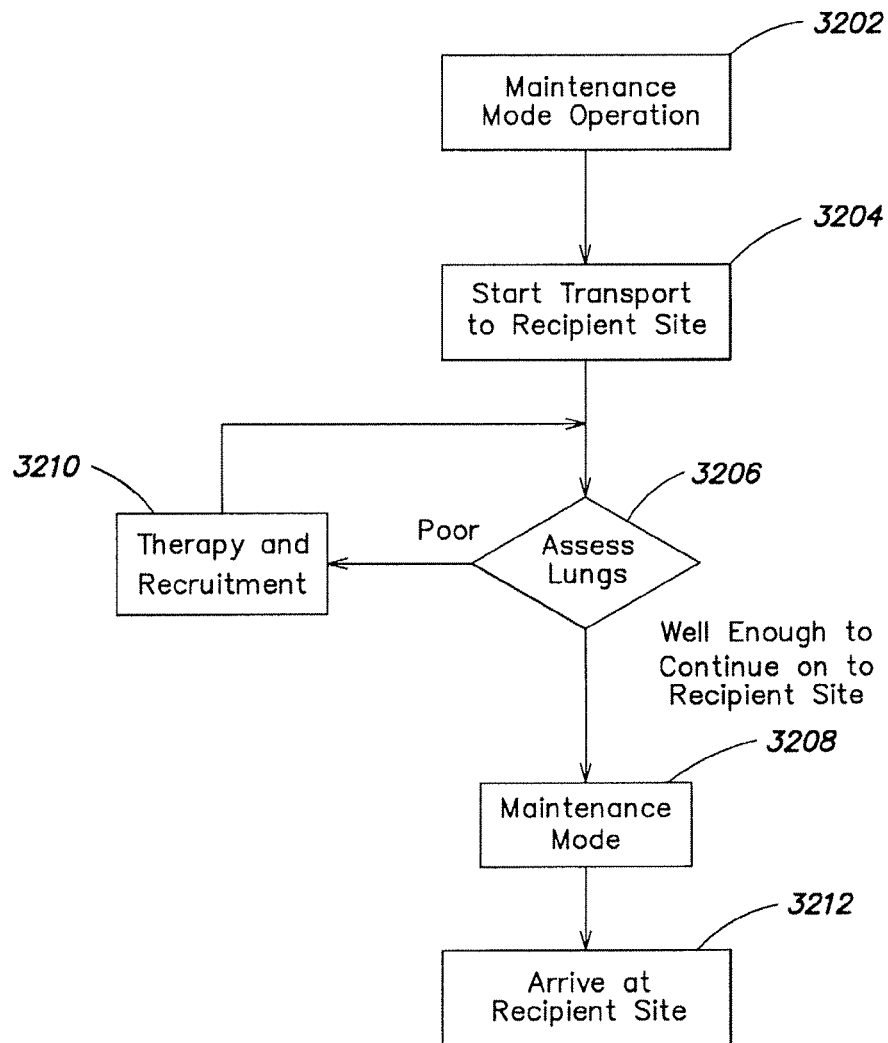 3202
Maintenance
Mode Operation
3204
Start Transport
to Recipient Site
3210
3206
Therapy and
Recruitment
Poor
Assess
Lungs
Well Enough to
Continue on to
Recipient Site
3208
Maintenance
Mode
3212
Arrive at
Recipient Site